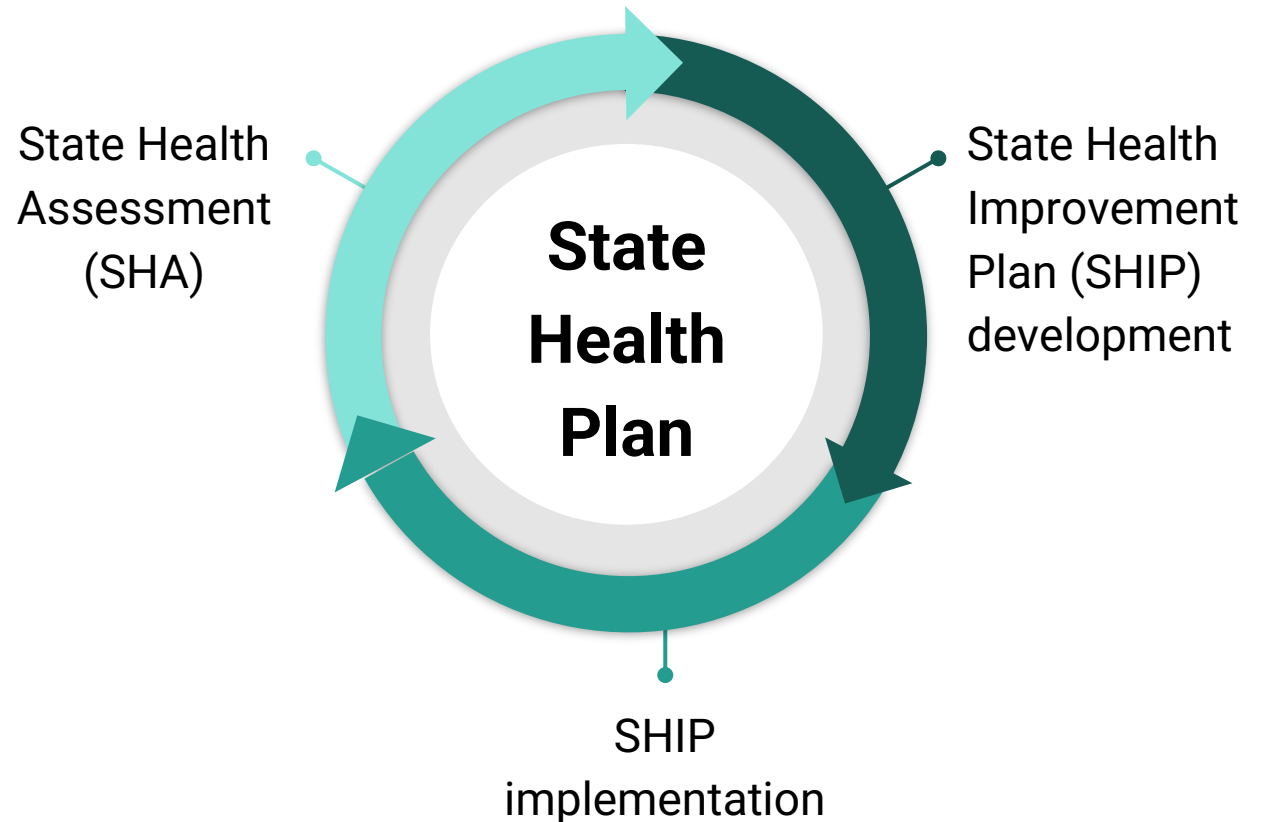 State Health
Assessment
(SHA)
State
Health
Plan
State Health
Improvement
Plan (SHIP)
development
SHIP
implementation